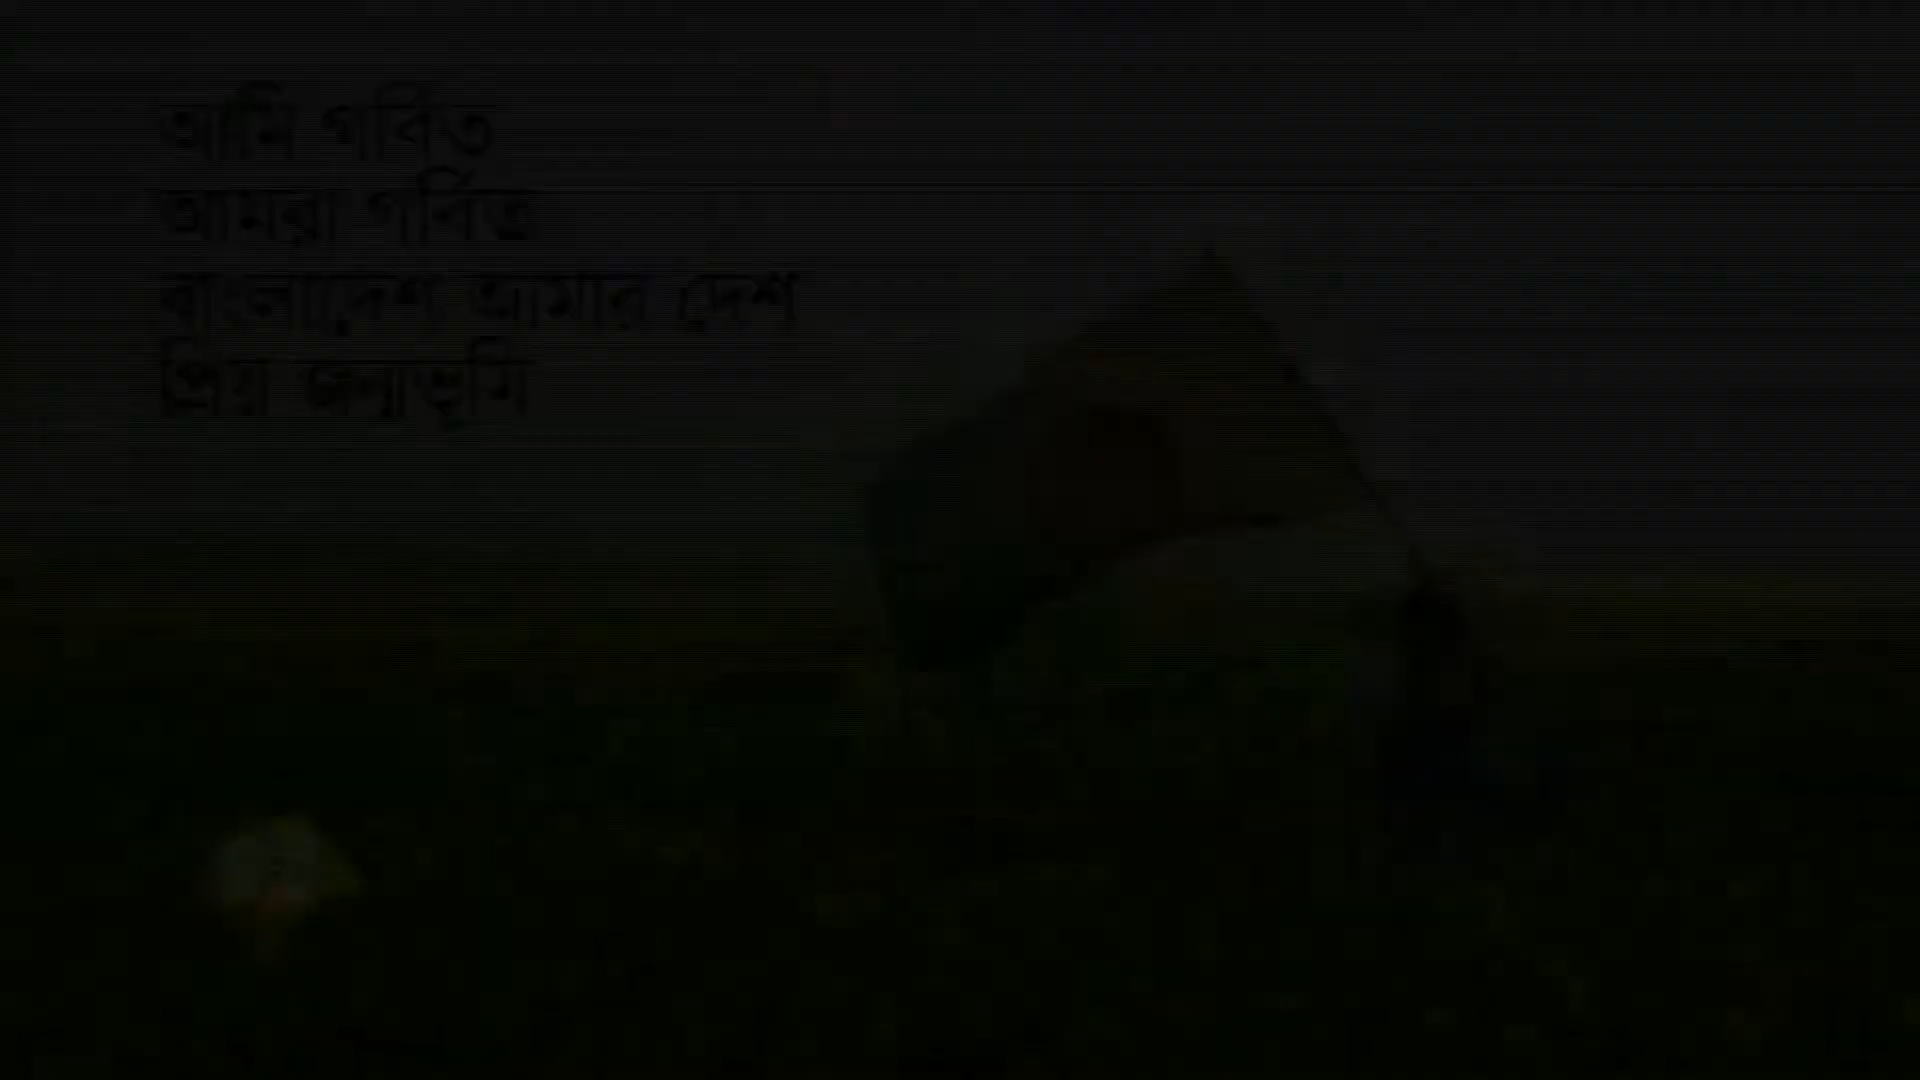 আমি গর্বিত
আমরা গর্বিত
বাংলাদেশ আমার দেশ
প্রিয় জন্মভূমি